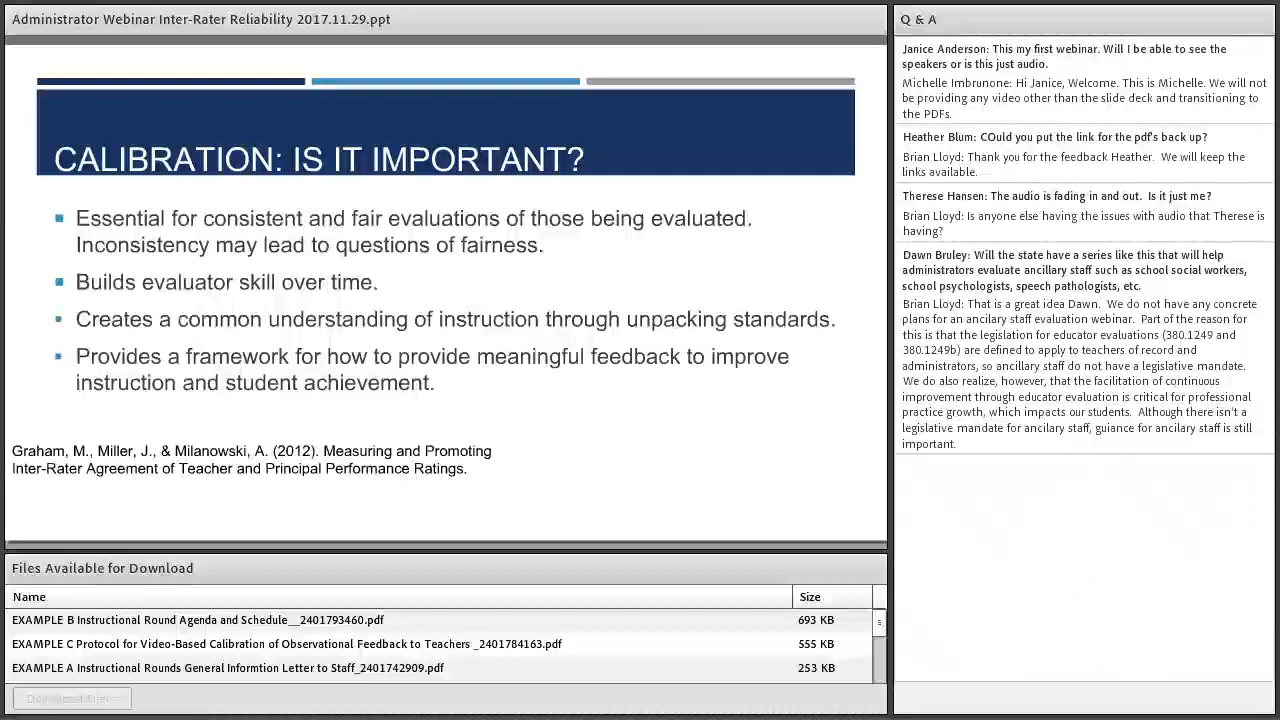 Administrator Webinar Inter-Rater Reliability 2017.11.29.ppt
CALIBRATION: IS IT IMPORTANT?
Essential for consistent and fair evaluations of those being evaluated.
Inconsistency may lead to questions of fairness.
Builds evaluator skill over time.
Creates a common understanding of instruction through unpacking standards.
Provides a framework for how to provide meaningful feedback to improve
instruction and student achievement.
Graham, M., Miller, J., & Milanowski, A. (2012). Measuring and Promoting
Inter-Rater Agreement of Teacher and Principal Performance Ratings.
Files Available for Download
Name Size
EXAMPLE B Instructional Round Agenda and Schedule__2401793460.pdf 693 KB
EXAMPLE C Protocol for Video-Based Calibration of Observational Feedback to Teachers _2401784163.pdf 555 KB
EXAMPLE A Instructional Rounds General Informtion Letter to Staff_2401742909.pdf 253 KB
Download File
Q & A
Janice Anderson: This my first webinar. Will I be able to see the
speakers or is this just audio.
Michelle Imbrunone: Hi Janice, Welcome. This is Michelle. We will not
be providing any video other than the slide deck and transitioning to
the PDFs.
Heather Blum: COuld you put the link for the pdf's back up?
Brian Lloyd: Thank you for the feedback Heather. We will keep the
links available.
Therese Hansen: The audio is fading in and out. Is it just me?
Brian Lloyd: Is anyone else having the issues with audio that Therese is
having?
Dawn Bruley: Will the state have a series like this that will help
administrators evaluate ancillary staff such as school social workers,
school psychologists, speech pathologists, etc.
Brian Lloyd: That is a great idea Dawn. We do not have any concrete
plans for an ancilary staff evaluation webinar. Part of the reason for
this is that the legislation for educator evaluations (380.1249 and
380.1249b) are defined to apply to teachers of record and
administrators, so ancillary staff do not have a legislative mandate.
We do also realize, however, that the facilitation of continuous
improvement through educator evaluation is critical for professional
practice growth, which impacts our students. Although there isn't a
legislative mandate for ancilary staff, guiance for ancilary staff is still
important.